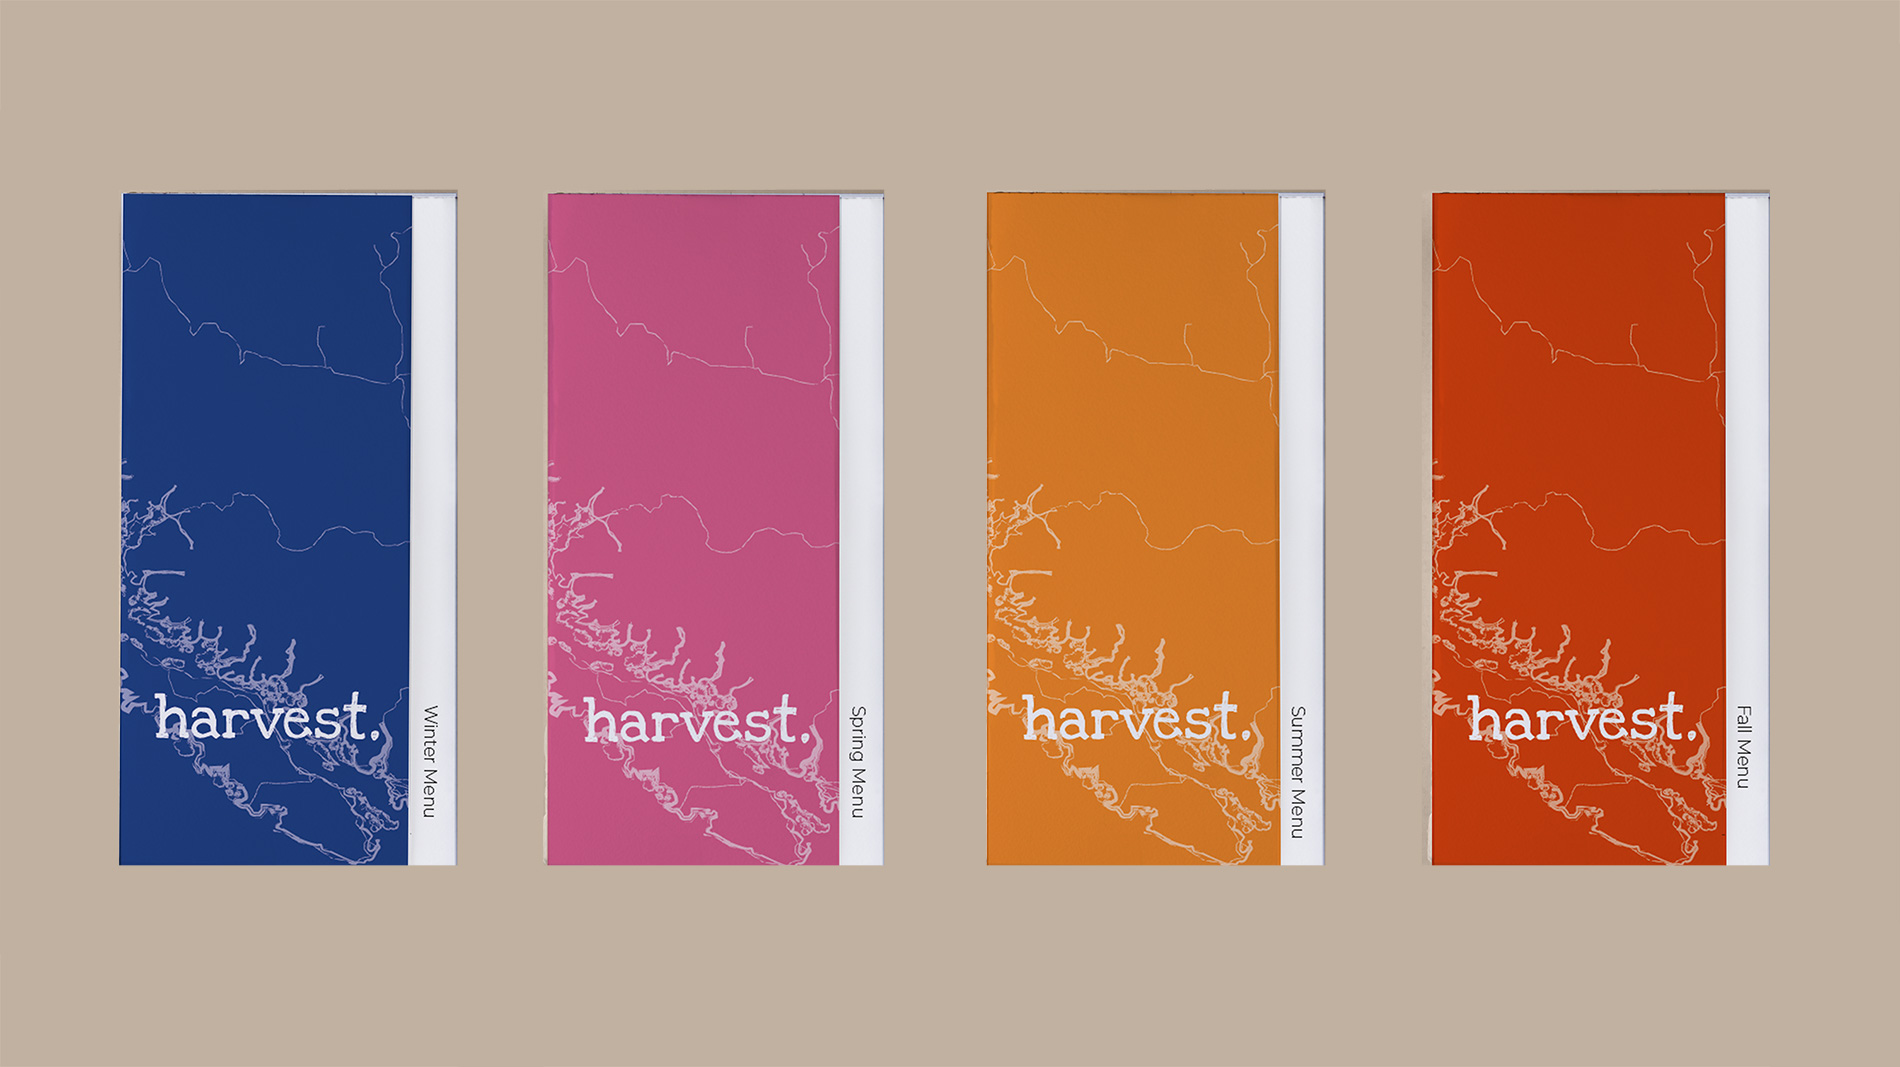 harvest.
Winter Menu
harvest.
Spring Menu
harvest.
Summer Menu
harvest.
Fall Menu